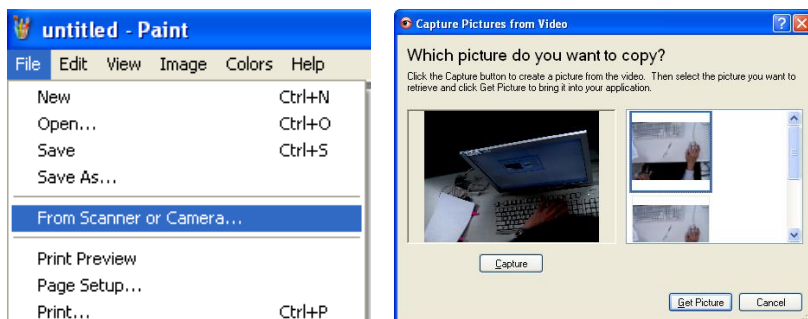 untitled - Paint
File Edit View Image Colors Help
New Ctrl+N
Open... Ctrl+O
Save Ctrl+S
Save As...
From Scanner or Camera...
Print Preview
Page Setup...
Print... Ctrl+P
Capture Pictures from Video
Which picture do you want to copy?
Click the Capture button to create a picture from the video. Then select the picture you want to
retrieve and click Get Picture to bring it into your application.
Capture
Get Picture Cancel